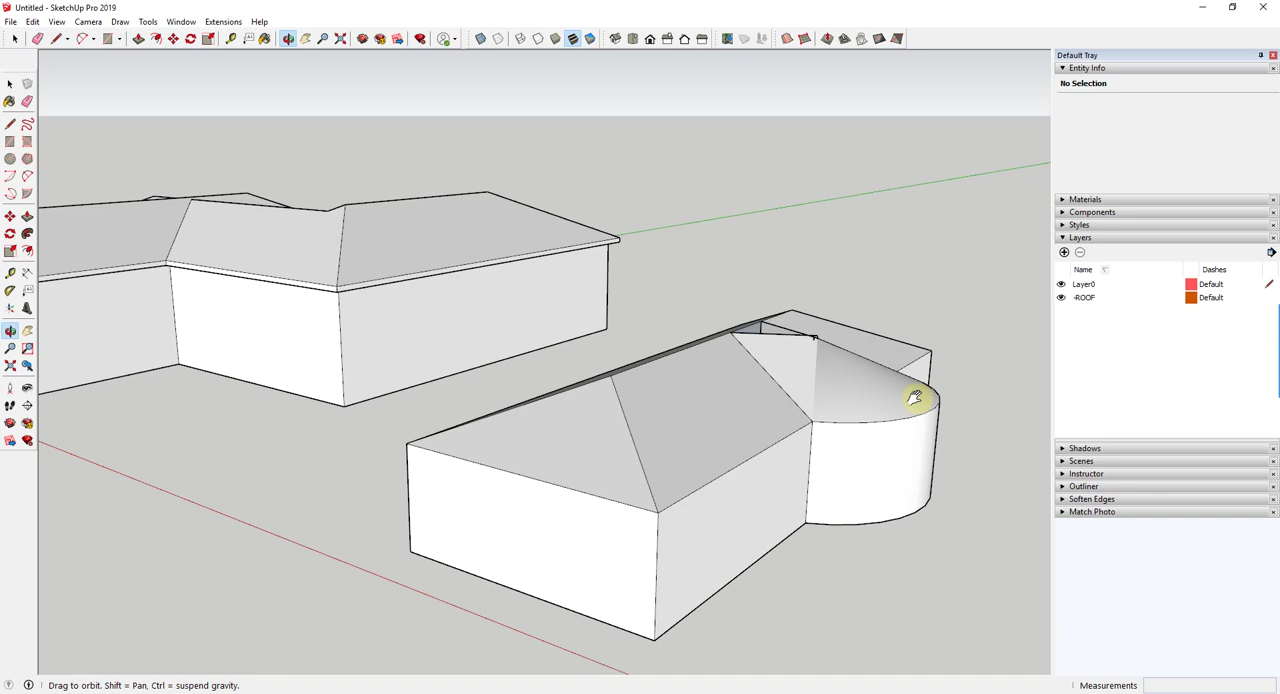 Untitled - SketchUp Pro 2019
File Edit View Camera Draw Tools Window Extensions Help
Default Tray
Entity Info
No Selection
Materials
Components
Styles
Layers
Name Dashes
Layer0 Default
-ROOF Default
Shadows
Scenes
Instructor
Outliner
Soften Edges
Match Photo
Drag to orbit. Shift = Pan, Ctrl = suspend gravity. Measurements